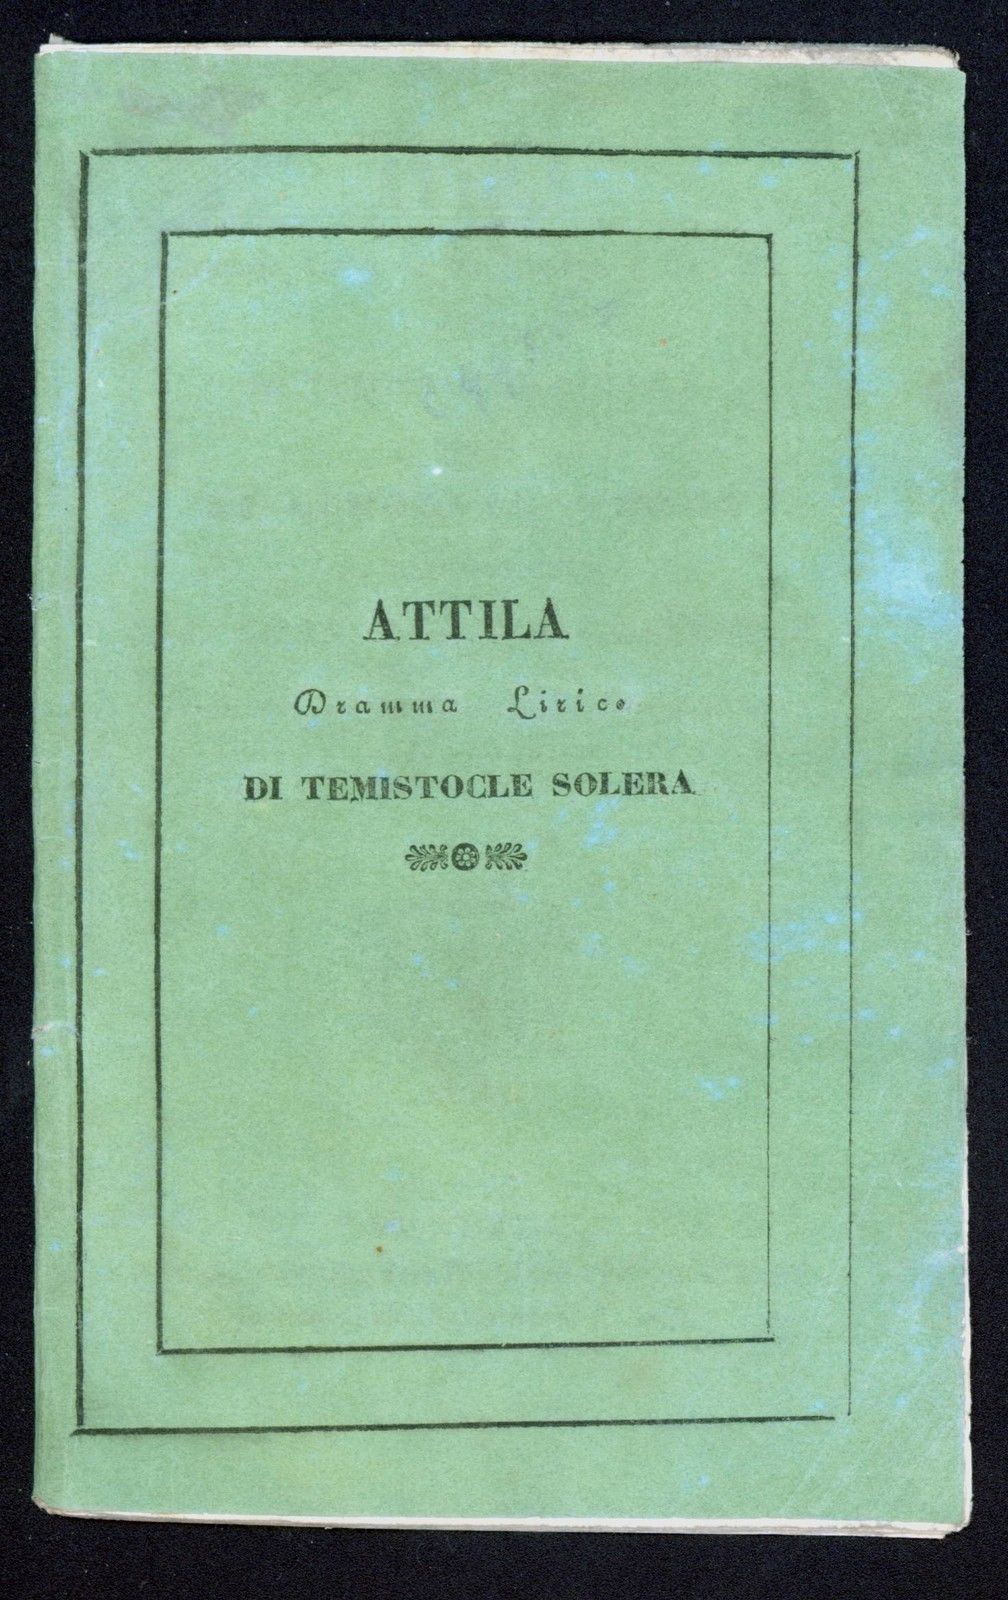 ATTILA
Dramma Lirico
DI TEMISTOCLE SOLERA